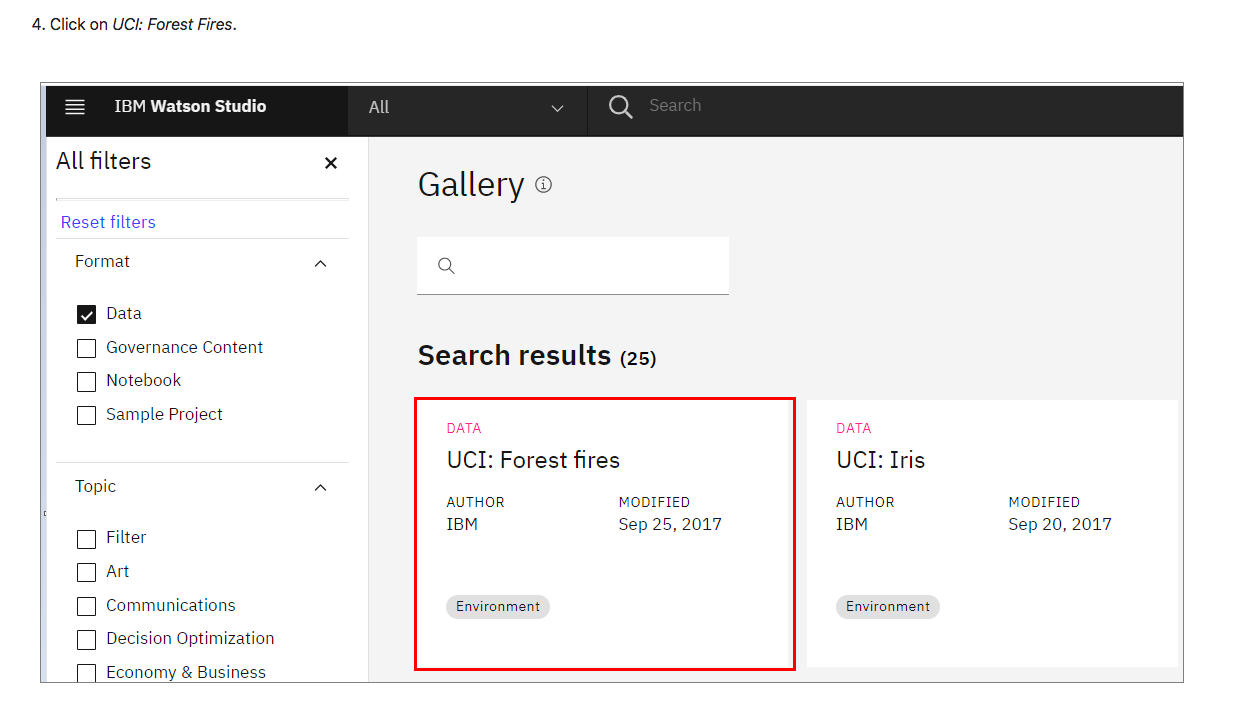 4. Click on UCI: Forest Fires.
IBM Watson Studio
All
Search
All filters
Reset filters
Format
Data
Governance Content
Notebook
Sample Project
Topic
Filter
Art
Communications
Decision Optimization
Economy & Business
Gallery
Search results (25)
DATA
UCI: Forest fires
AUTHOR MODIFIED
IBM Sep 25, 2017
Environment
DATA
UCI: Iris
AUTHOR MODIFIED
IBM Sep 20, 2017
Environment